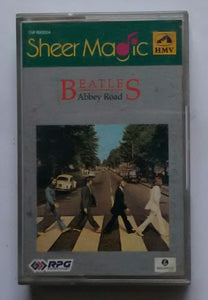 Sheer Magic
HMV
BEATLES
Abbey Road
RPG